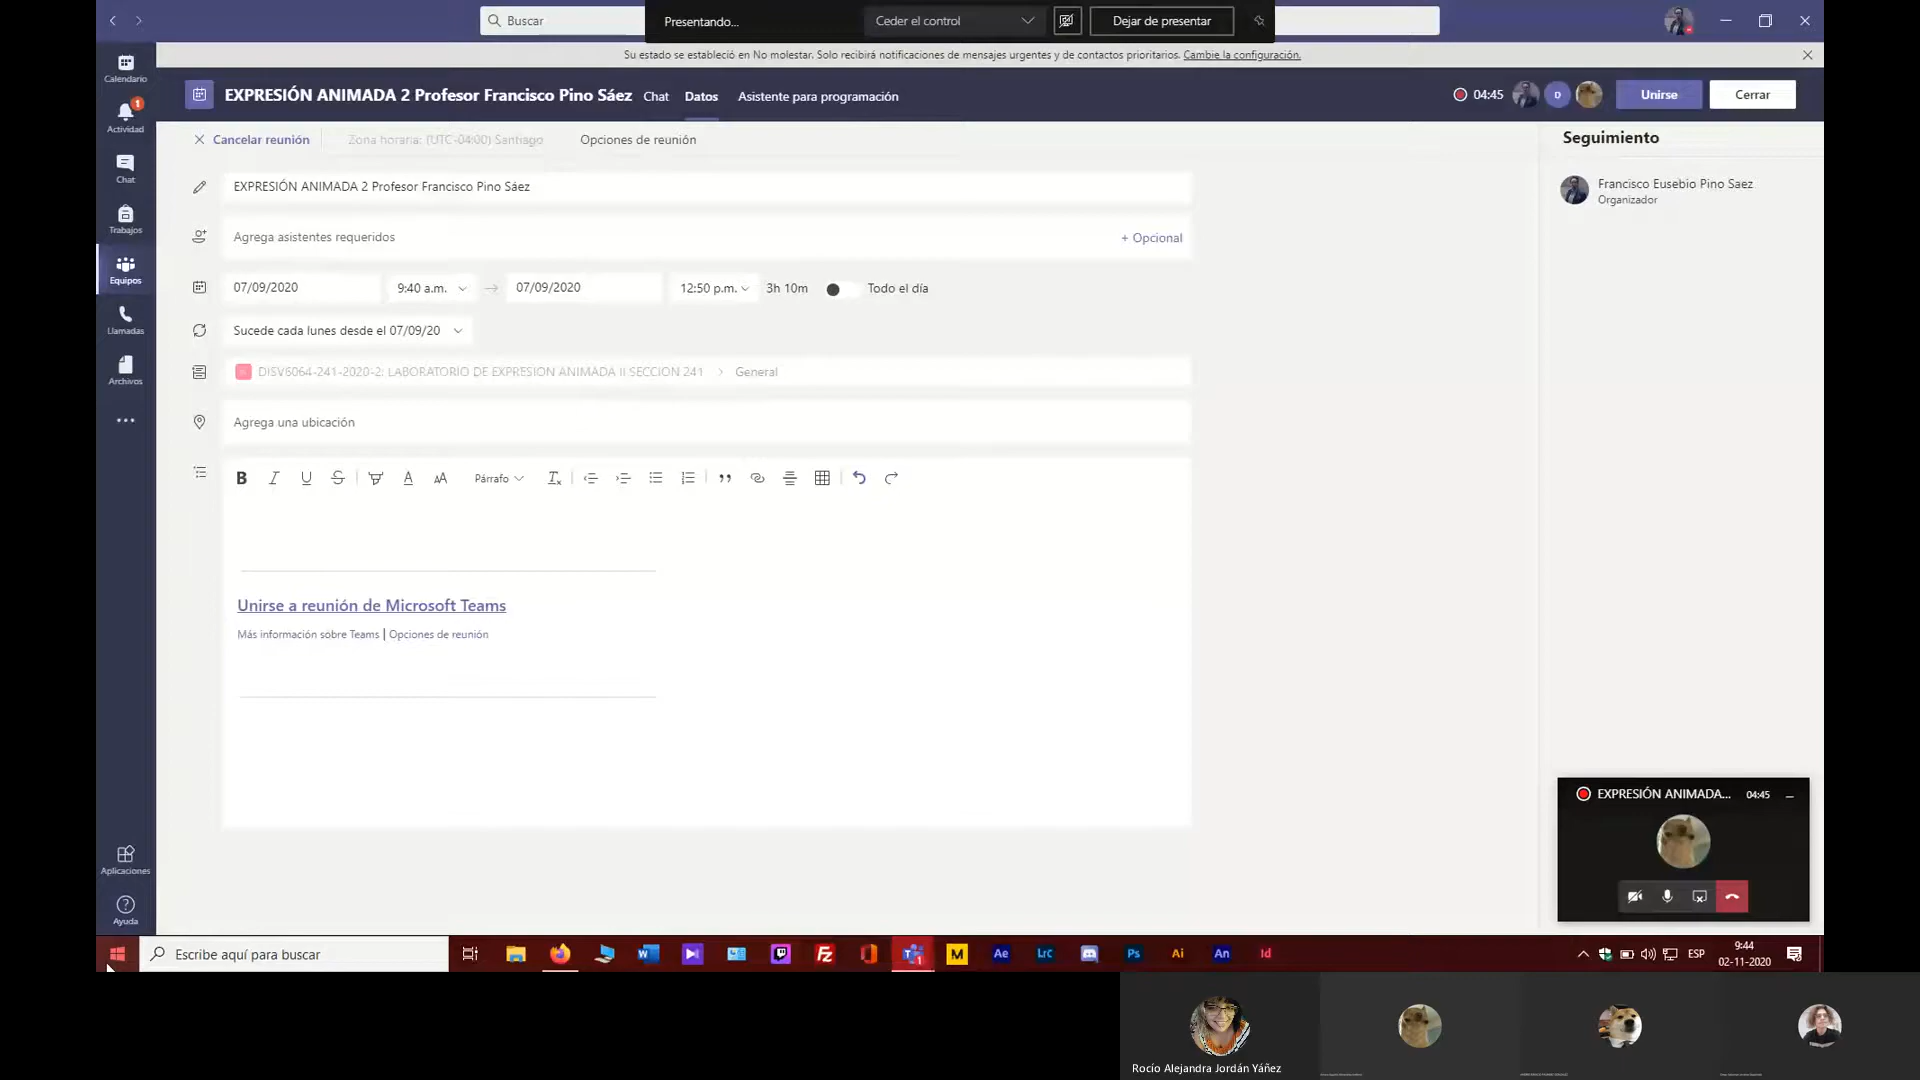 Buscar
Presentando...
Ceder el control
Dejar de presentar
Su estado se estableció en No molestar. Solo recibirá notificaciones de mensajes urgentes y de contactos prioritarios. Cambie la configuración.
Calendario
1
Actividad
Chat
Trabajos
Equipos
Llamadas
Archivos
Aplicaciones
Ayuda
EXPRESIÓN ANIMADA 2 Profesor Francisco Pino Sáez
Chat
Datos
Asistente para programación
04:45
D
Unirse
Cerrar
Cancelar reunión
Zona horaria: (UTC-04:00) Santiago
Opciones de reunión
Seguimiento
Francisco Eusebio Pino Saez
Organizador
EXPRESIÓN ANIMADA 2 Profesor Francisco Pino Sáez
Agrega asistentes requeridos
+ Opcional
07/09/2020
9:40 a.m.
07/09/2020
12:50 p.m.
3h 10m
Todo el día
Sucede cada lunes desde el 07/09/20
DISV6064-241-2020-2: LABORATORIO DE EXPRESION ANIMADA II SECCION 241 > General
Agrega una ubicación
Párrafo
Unirse a reunión de Microsoft Teams
Más información sobre Teams | Opciones de reunión
EXPRESIÓN ANIMADA... 04:45
Escribe aquí para buscar
Ae
LrC
Ps
Ai
An
Id
ESP
9:44
02-11-2020
Rocío Alejandra Jordán Yáñez